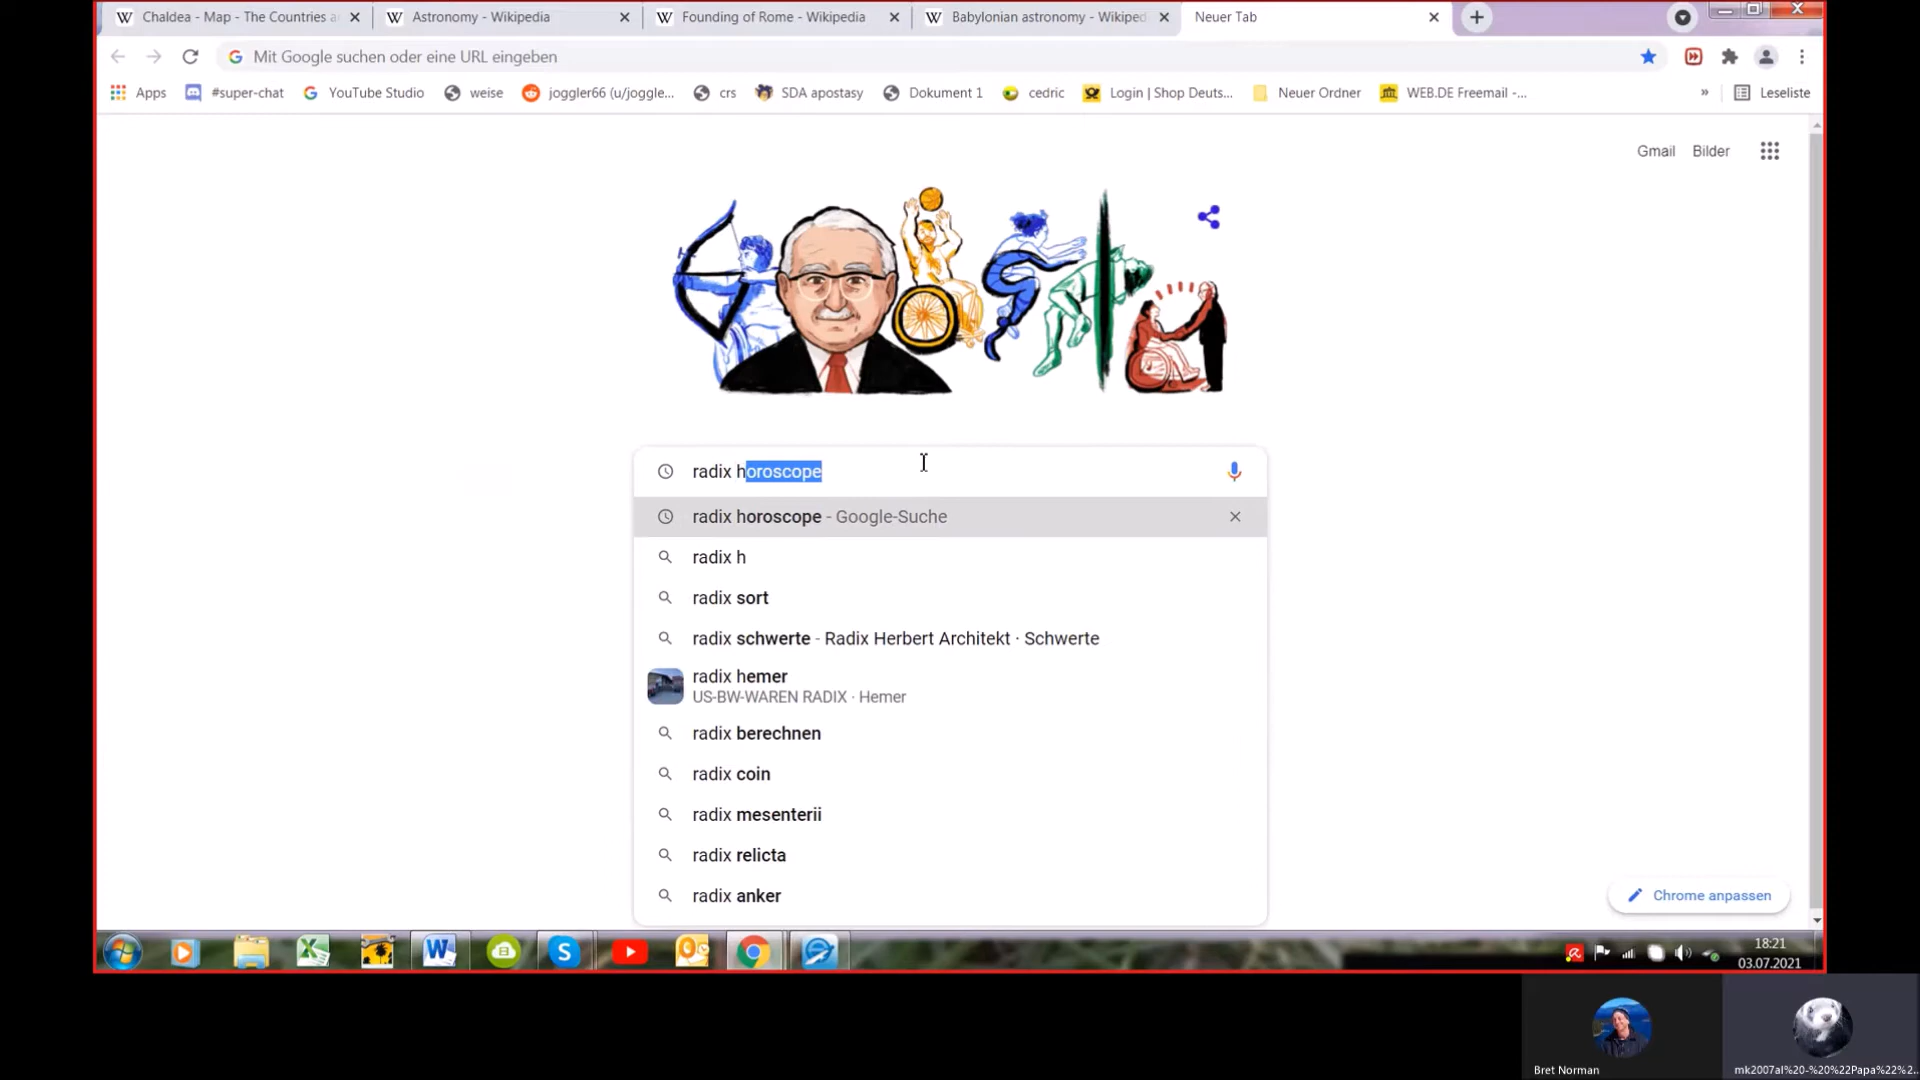 Chaldea - Map - The Countries a
Astronomy - Wikipedia
Founding of Rome - Wikipedia
Babylonian astronomy - Wikiped
Neuer Tab
Mit Google suchen oder eine URL eingeben
Apps
#super-chat
YouTube Studio
weise
joggler66 (u/joggle...
crs
SDA apostasy
Dokument 1
cedric
Login | Shop Deuts...
Neuer Ordner
WEB.DE Freemail -...
»
Leseliste
Gmail
Bilder
radix horoscope
radix horoscope - Google-Suche
radix h
radix sort
radix schwerte - Radix Herbert Architekt · Schwerte
radix hemer
US-BW-WAREN RADIX · Hemer
radix berechnen
radix coin
radix mesenterii
radix relicta
radix anker
Chrome anpassen
18:21
03.07.2021
Bret Norman
mk2007al%20-%20%22Papa%22%2...